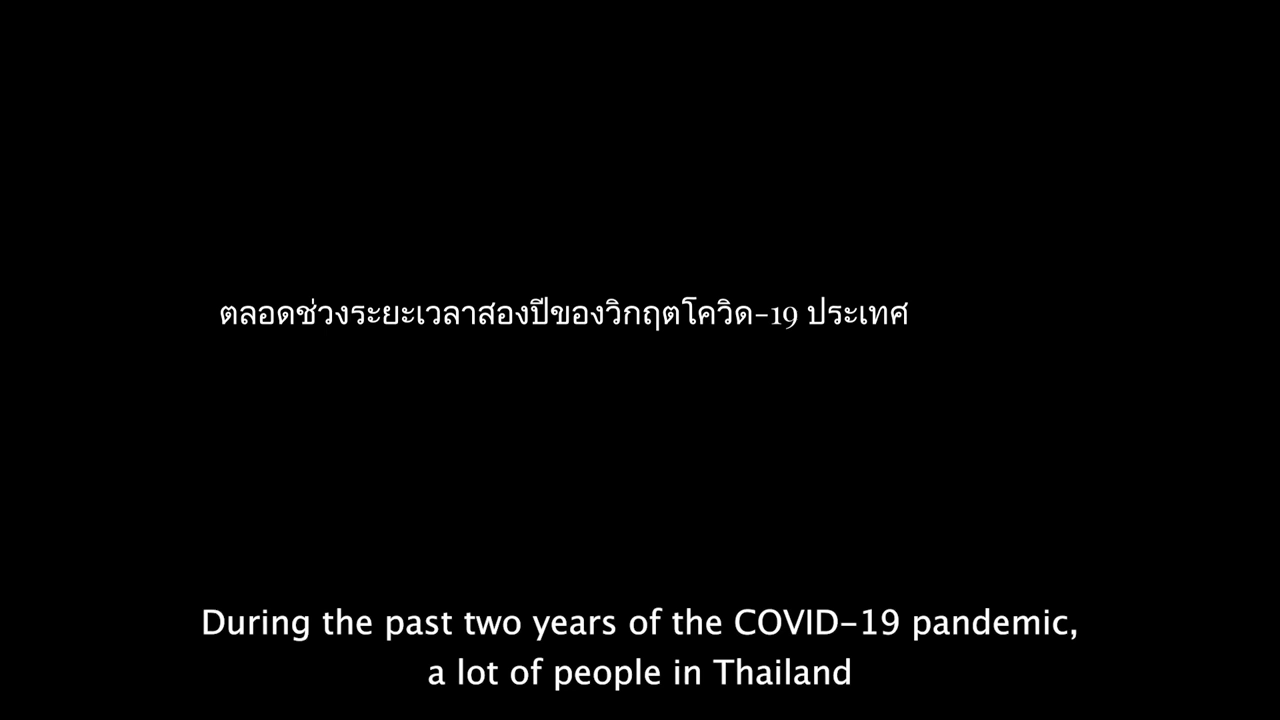 ตลอดช่วงระยะเวลาสองปีของวิกฤตโควิด-19 ประเทศ
During the past two years of the COVID-19 pandemic,
a lot of people in Thailand